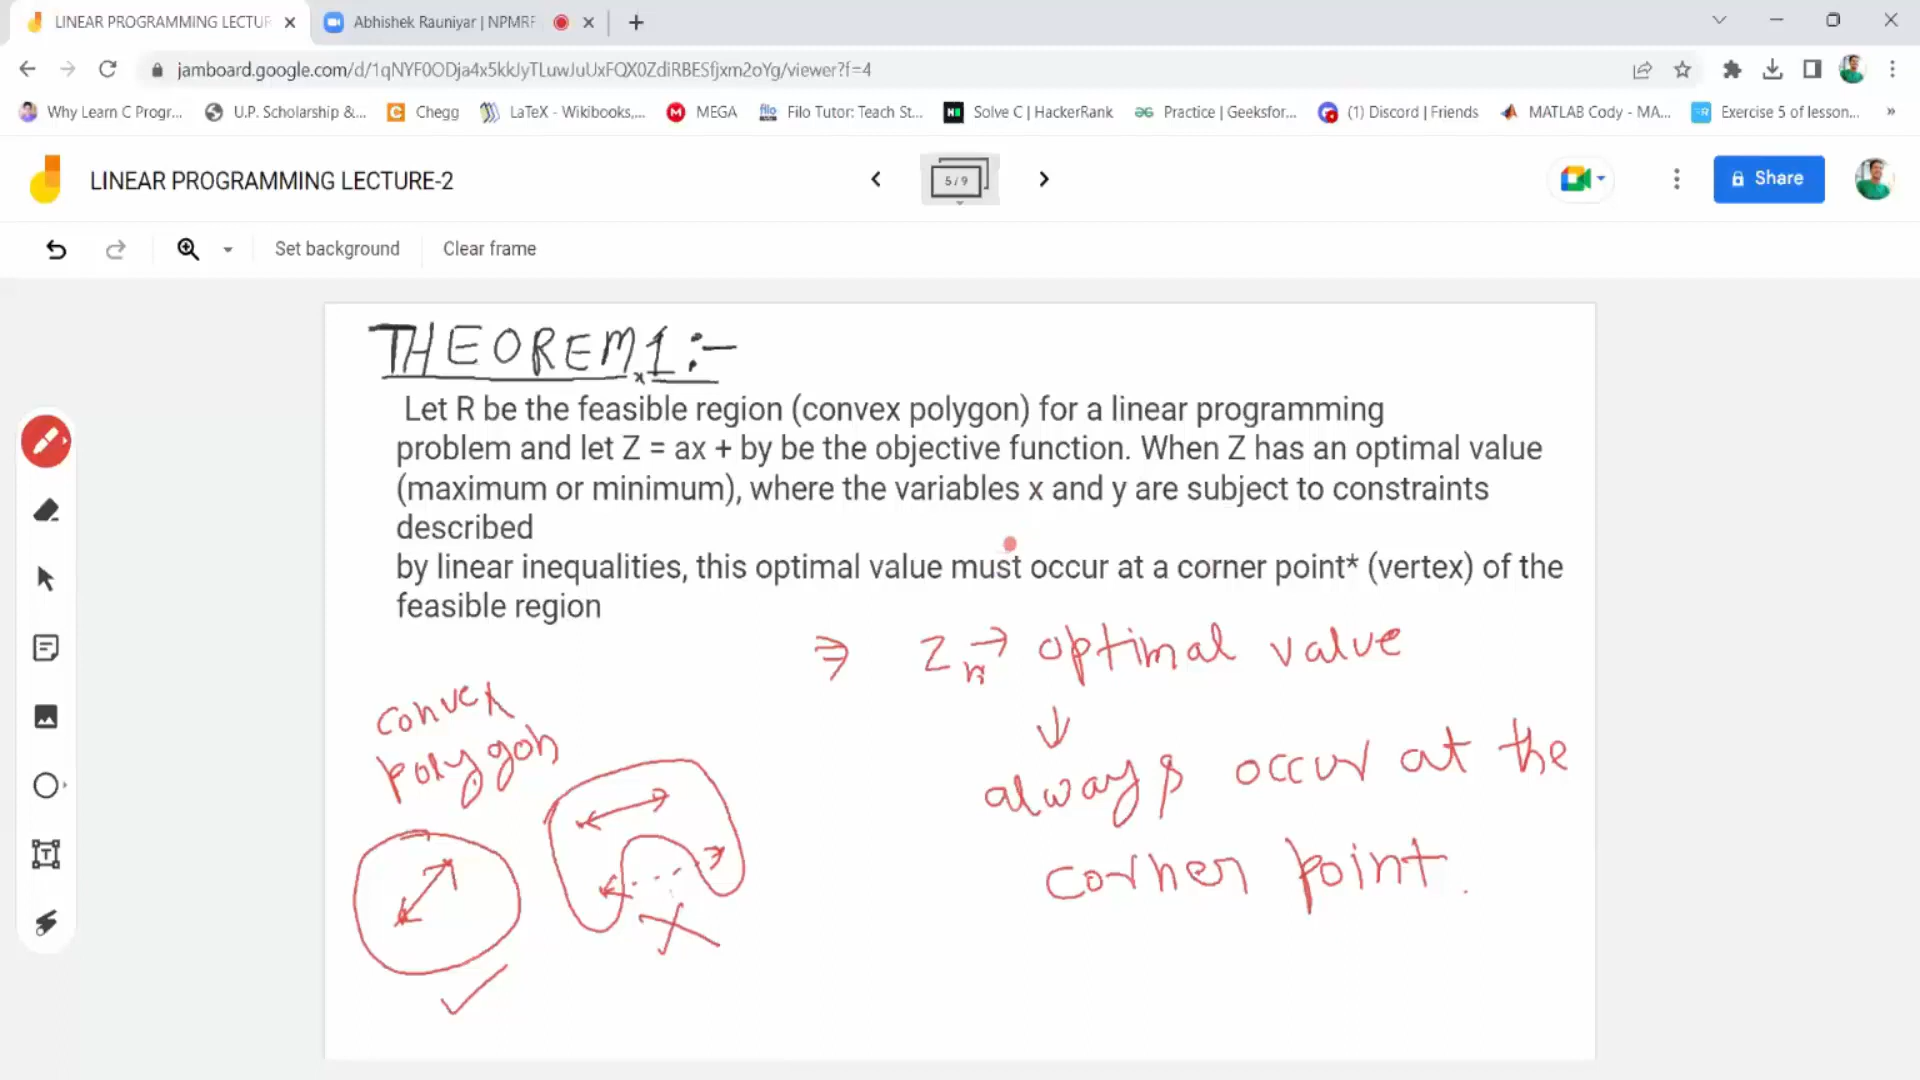 LINEAR PROGRAMMING LECTUR
Abhishek Rauniyar | NPMRF
jamboard.google.com/d/1qNYF0ODja4x5kkJyTLuwJuUxFQX0ZdiRBESfjxm2oYg/viewer?f=4
Why Learn C Progr...
U.P. Scholarship &...
Chegg
LaTeX - Wikibooks,...
MEGA
Filo Tutor: Teach St...
Solve C | HackerRank
Practice | Geeksfor...
(1) Discord | Friends
MATLAB Cody - MA...
Exercise 5 of lesson...
LINEAR PROGRAMMING LECTURE-2
5 / 9
Share
Set background
Clear frame
THEOREM 1 :-
Let R be the feasible region (convex polygon) for a linear programming
problem and let Z = ax + by be the objective function. When Z has an optimal value
(maximum or minimum), where the variables x and y are subject to constraints
described
by linear inequalities, this optimal value must occur at a corner point* (vertex) of the
feasible region
⇒ Z → optimal value
↓
always occur at the
corner point.
convex
polygon